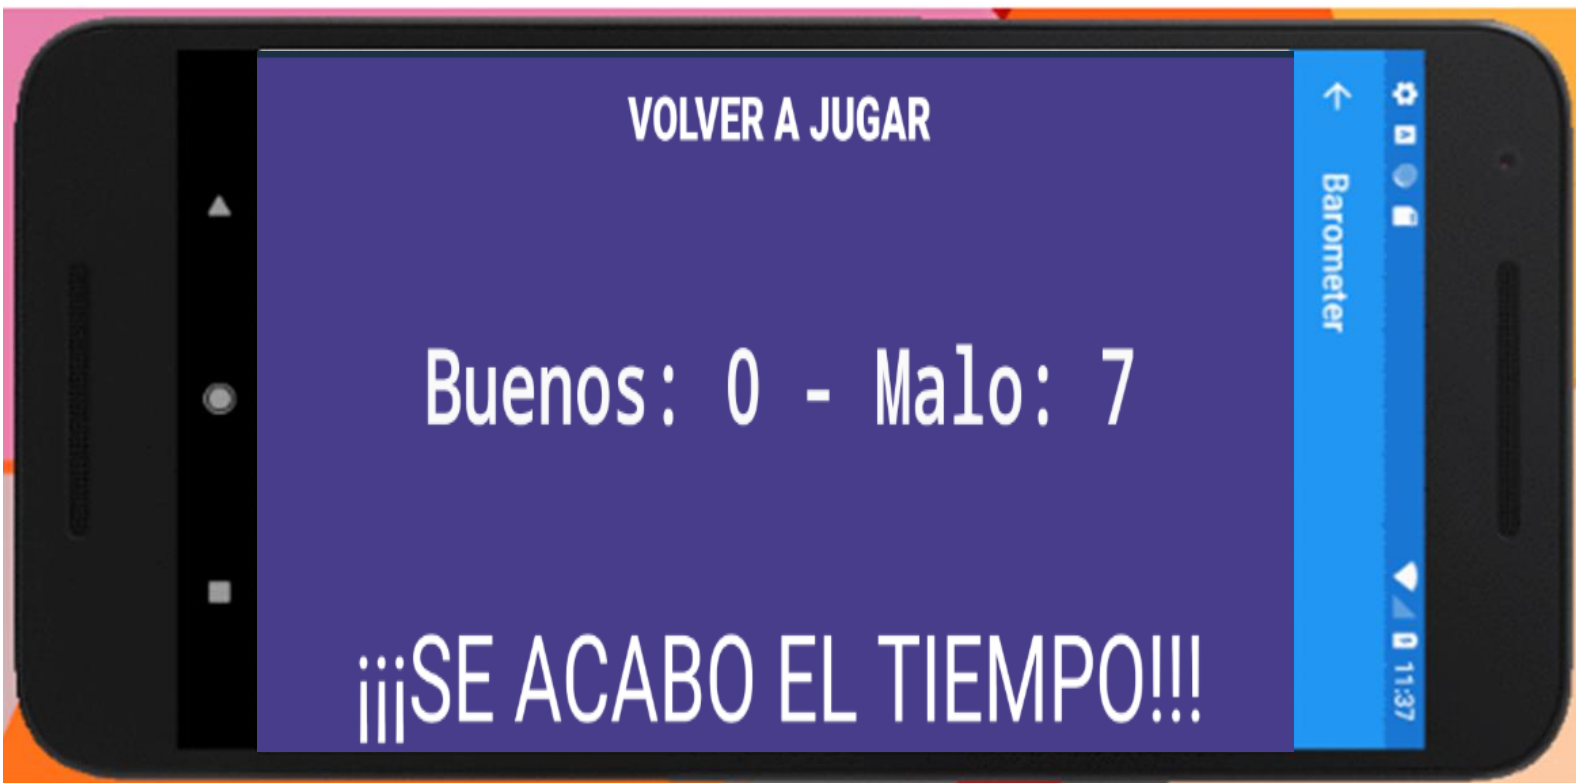 VOLVER A JUGAR
Buenos: 0 - Malo: 7
¡¡¡SE ACABO EL TIEMPO!!!
Barometer
11:37